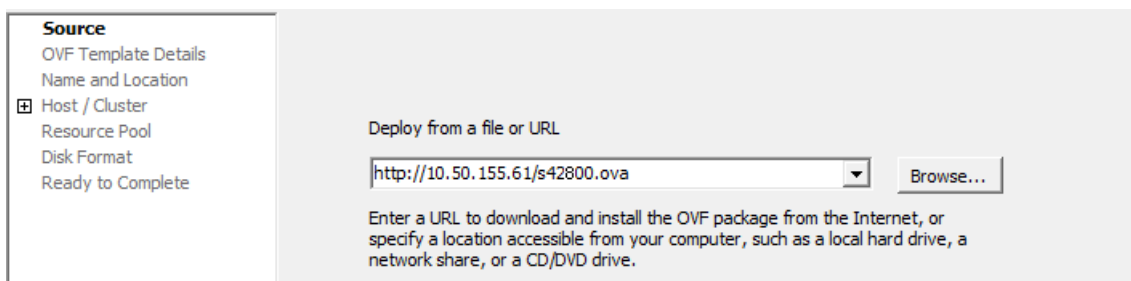 Source
OVF Template Details
Name and Location
Host / Cluster
Resource Pool
Disk Format
Ready to Complete
Deploy from a file or URL
http://10.50.155.61/s42800.ova
Browse...
Enter a URL to download and install the OVF package from the Internet, or
specify a location accessible from your computer, such as a local hard drive, a
network share, or a CD/DVD drive.